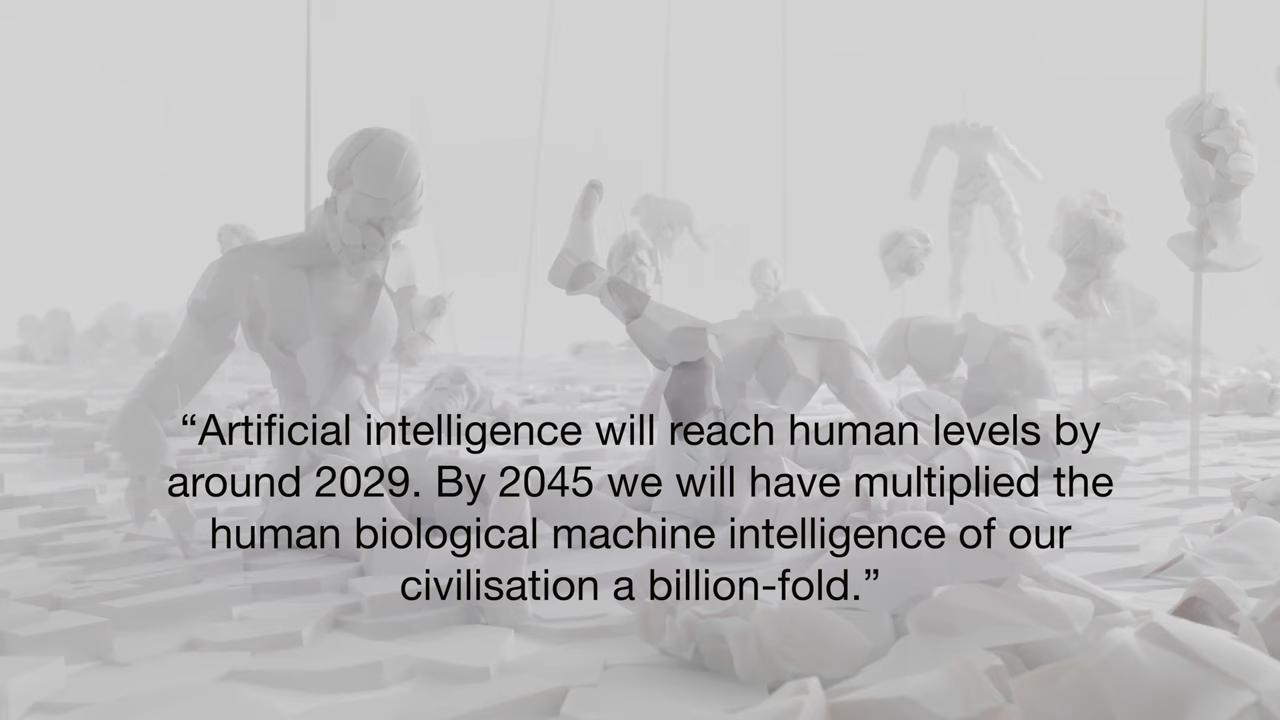 “Artificial intelligence will reach human levels by
around 2029. By 2045 we will have multiplied the
human biological machine intelligence of our
civilisation a billion-fold.”